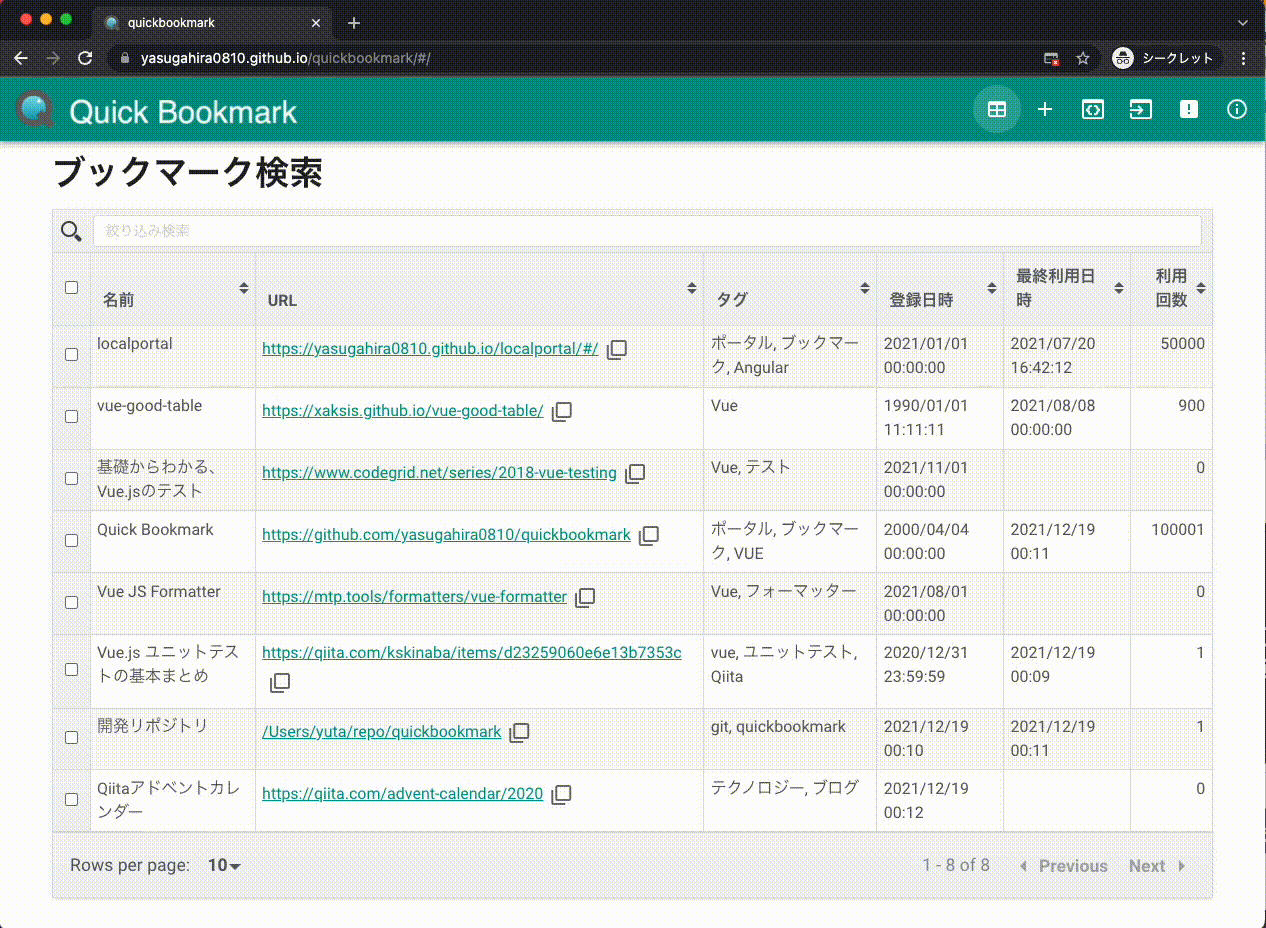 quickbookmark
yasugahira0810.github.io/quickbookmark/#/
シークレット
Quick Bookmark
ブックマーク検索
絞り込み検索
名前
URL
タグ
登録日時
最終利用日
時
利用
回数
localportal
https://yasugahira0810.github.io/localportal/#/
ポータル, ブックマー
ク, Angular
2021/01/01
00:00:00
2021/07/20
16:42:12
50000
vue-good-table
https://xaksis.github.io/vue-good-table/
Vue
1990/01/01
11:11:11
2021/08/08
00:00:00
900
基礎からわかる、
Vue.jsのテスト
https://www.codegrid.net/series/2018-vue-testing
Vue, テスト
2021/11/01
00:00:00
0
Quick Bookmark
https://github.com/yasugahira0810/quickbookmark
ポータル, ブックマー
ク, VUE
2000/04/04
00:00:00
2021/12/19
00:11
100001
Vue JS Formatter
https://mtp.tools/formatters/vue-formatter
Vue, フォーマッター
2021/08/01
00:00:00
0
Vue.js ユニットテス
トの基本まとめ
https://qiita.com/kskinaba/items/d23259060e6e13b7353c
vue, ユニットテスト,
Qiita
2020/12/31
23:59:59
2021/12/19
00:09
1
開発リポジトリ
/Users/yuta/repo/quickbookmark
git, quickbookmark
2021/12/19
00:10
2021/12/19
00:11
1
Qiitaアドベントカレ
ンダー
https://qiita.com/advent-calendar/2020
テクノロジー, ブログ
2021/12/19
00:12
0
Rows per page: 10
1 - 8 of 8
Previous
Next